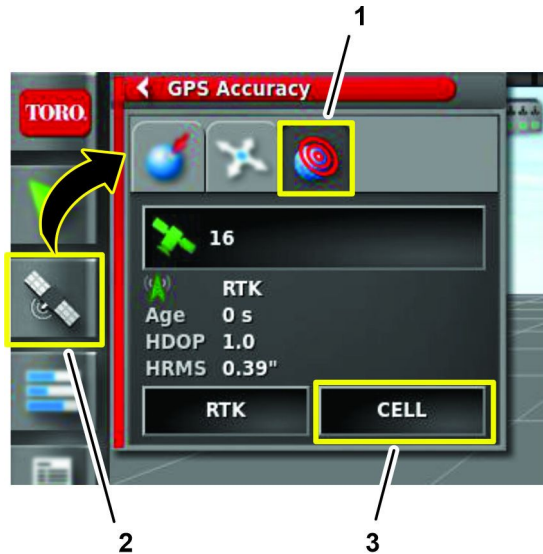 1
GPS Accuracy
TORO.
16
RTK
Age 0 s
HDOP 1.0
HRMS 0.39"
RTK CELL
2 3